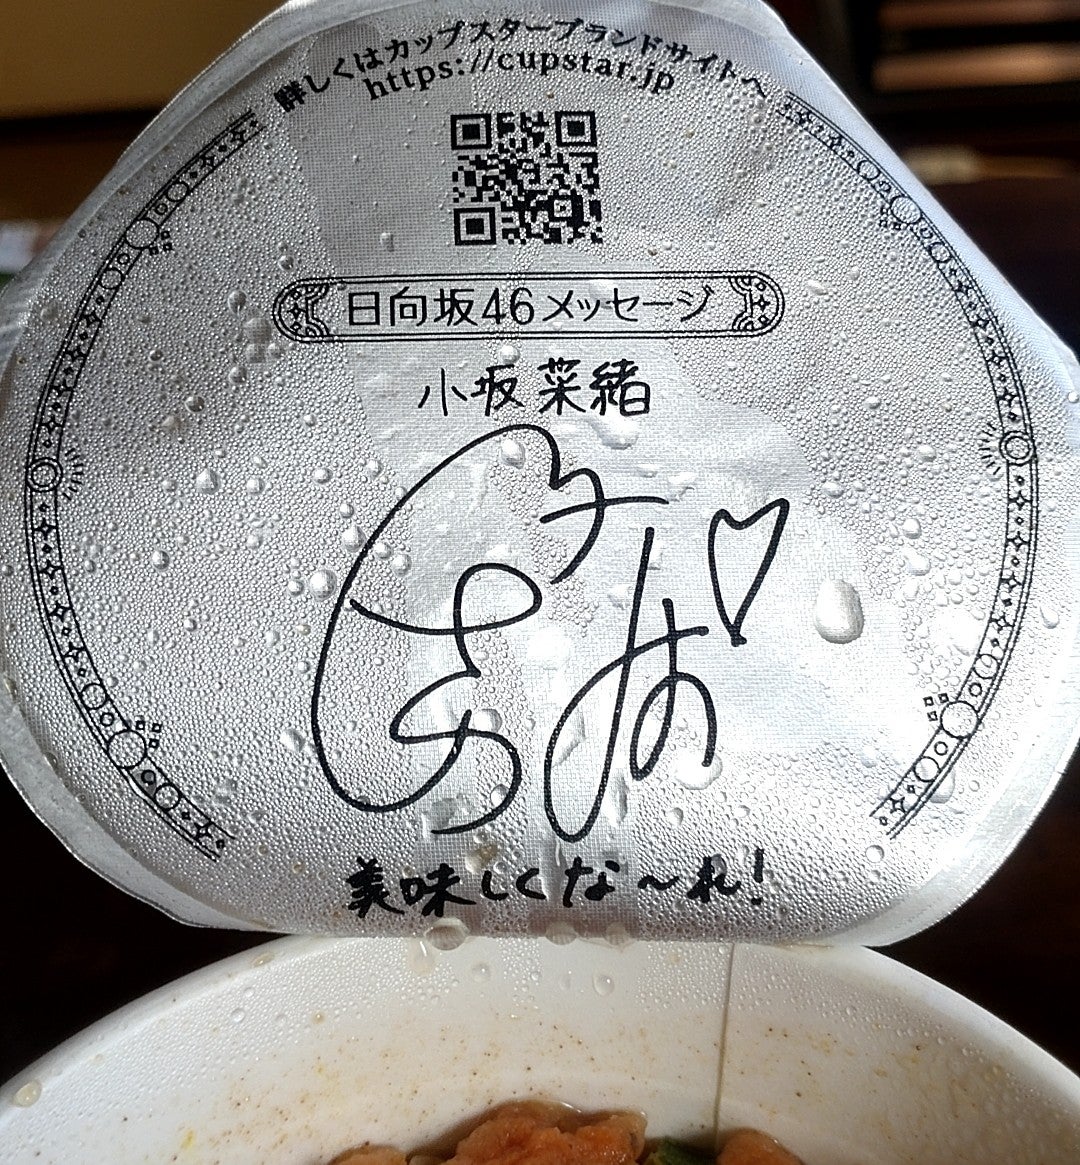 詳しくはカップスターブランドサイトへ
https://cupstar.jp
日向坂46メッセージ
小坂菜緒
美味しくな〜れ!